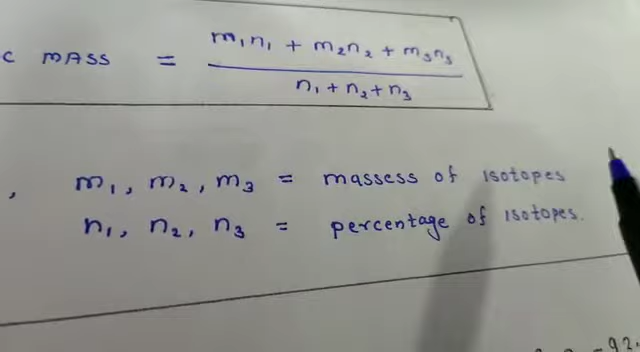 C MASS = m₁n₁ + m₂n₂ + m₃n₃ / n₁ + n₂ + n₃
, m₁, m₂, m₃ = massess of isotopes
n₁, n₂, n₃ = percentage of isotopes.
92.